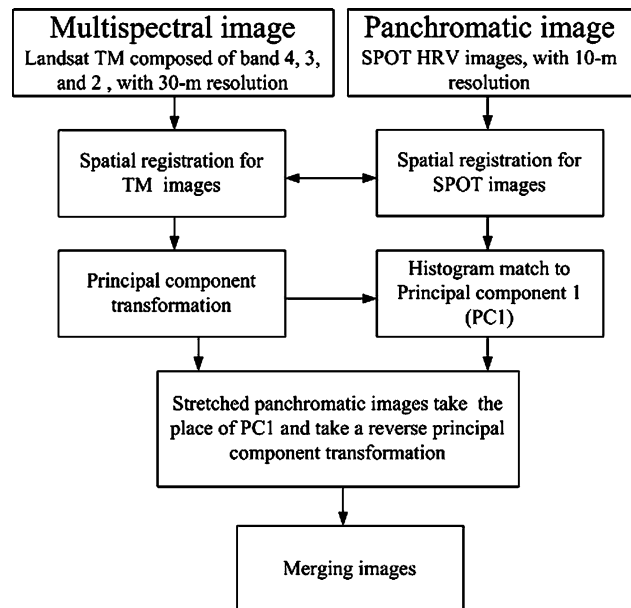 Multispectral image
Landsat TM composed of band 4, 3,
and 2 , with 30-m resolution
Panchromatic image
SPOT HRV images, with 10-m
resolution
Spatial registration for
TM images
Spatial registration for
SPOT images
Principal component
transformation
Histogram match to
Principal component 1
(PC1)
Stretched panchromatic images take the
place of PC1 and take a reverse principal
component transformation
Merging images